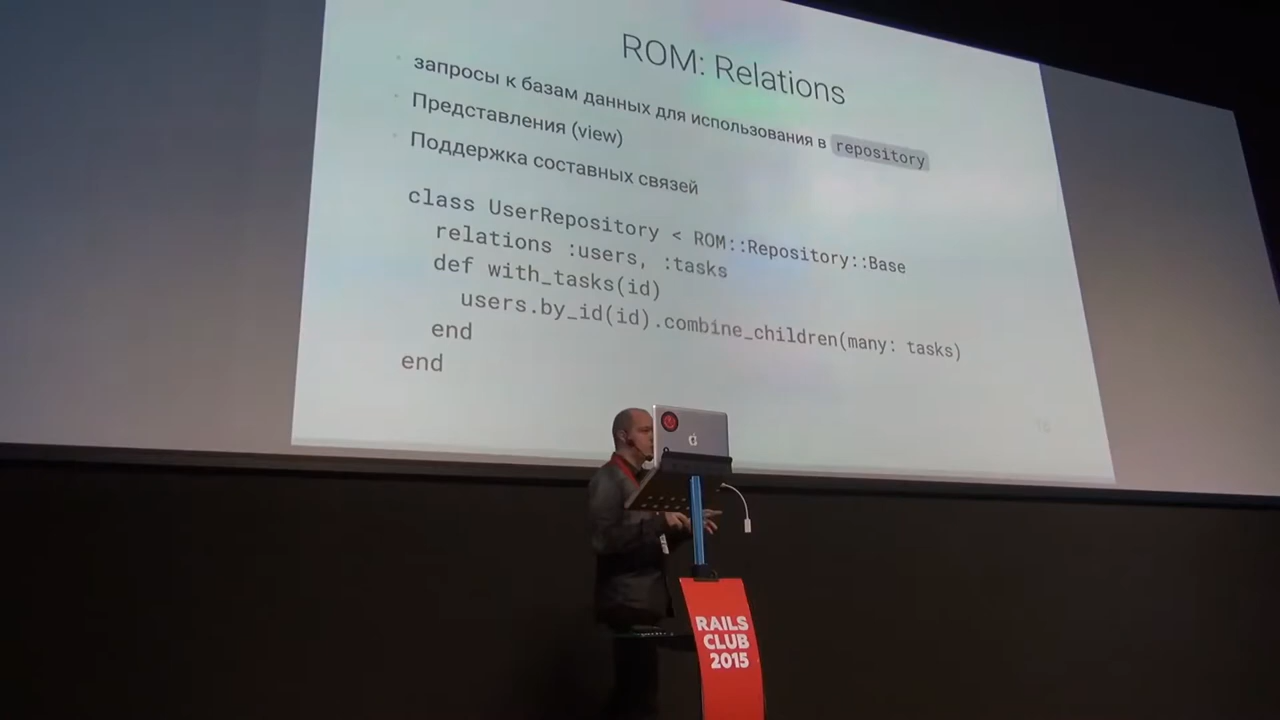 ROM: Relations
запросы к базам данных для использования в repository
Представления (view)
Поддержка составных связей
class UserRepository < ROM::Repository::Base
relations :users, :tasks
def with_tasks(id)
users.by_id(id).combine_children(many: tasks)
end
end
RAILS
CLUB
2015